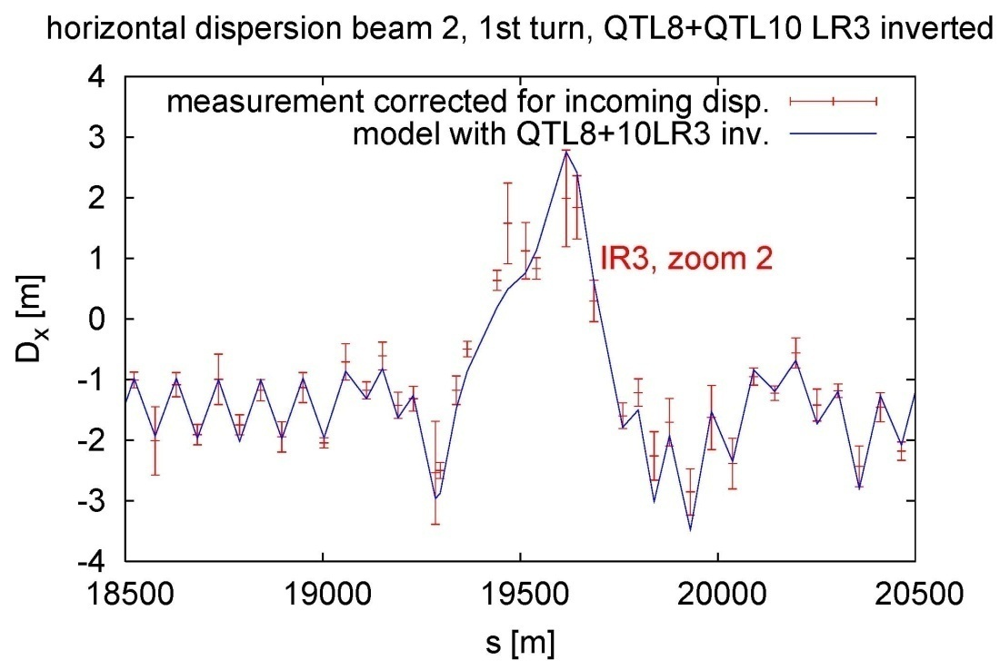 horizontal dispersion beam 2, 1st turn, QTL8+QTL10 LR3 inverted
4
measurement corrected for incoming disp.
3
model with QTL8+10LR3 inv.
2
1
IR3, zoom 2
0
Dx [m]
-1
-2
-3
-4
18500 19000 19500 20000 20500
s [m]